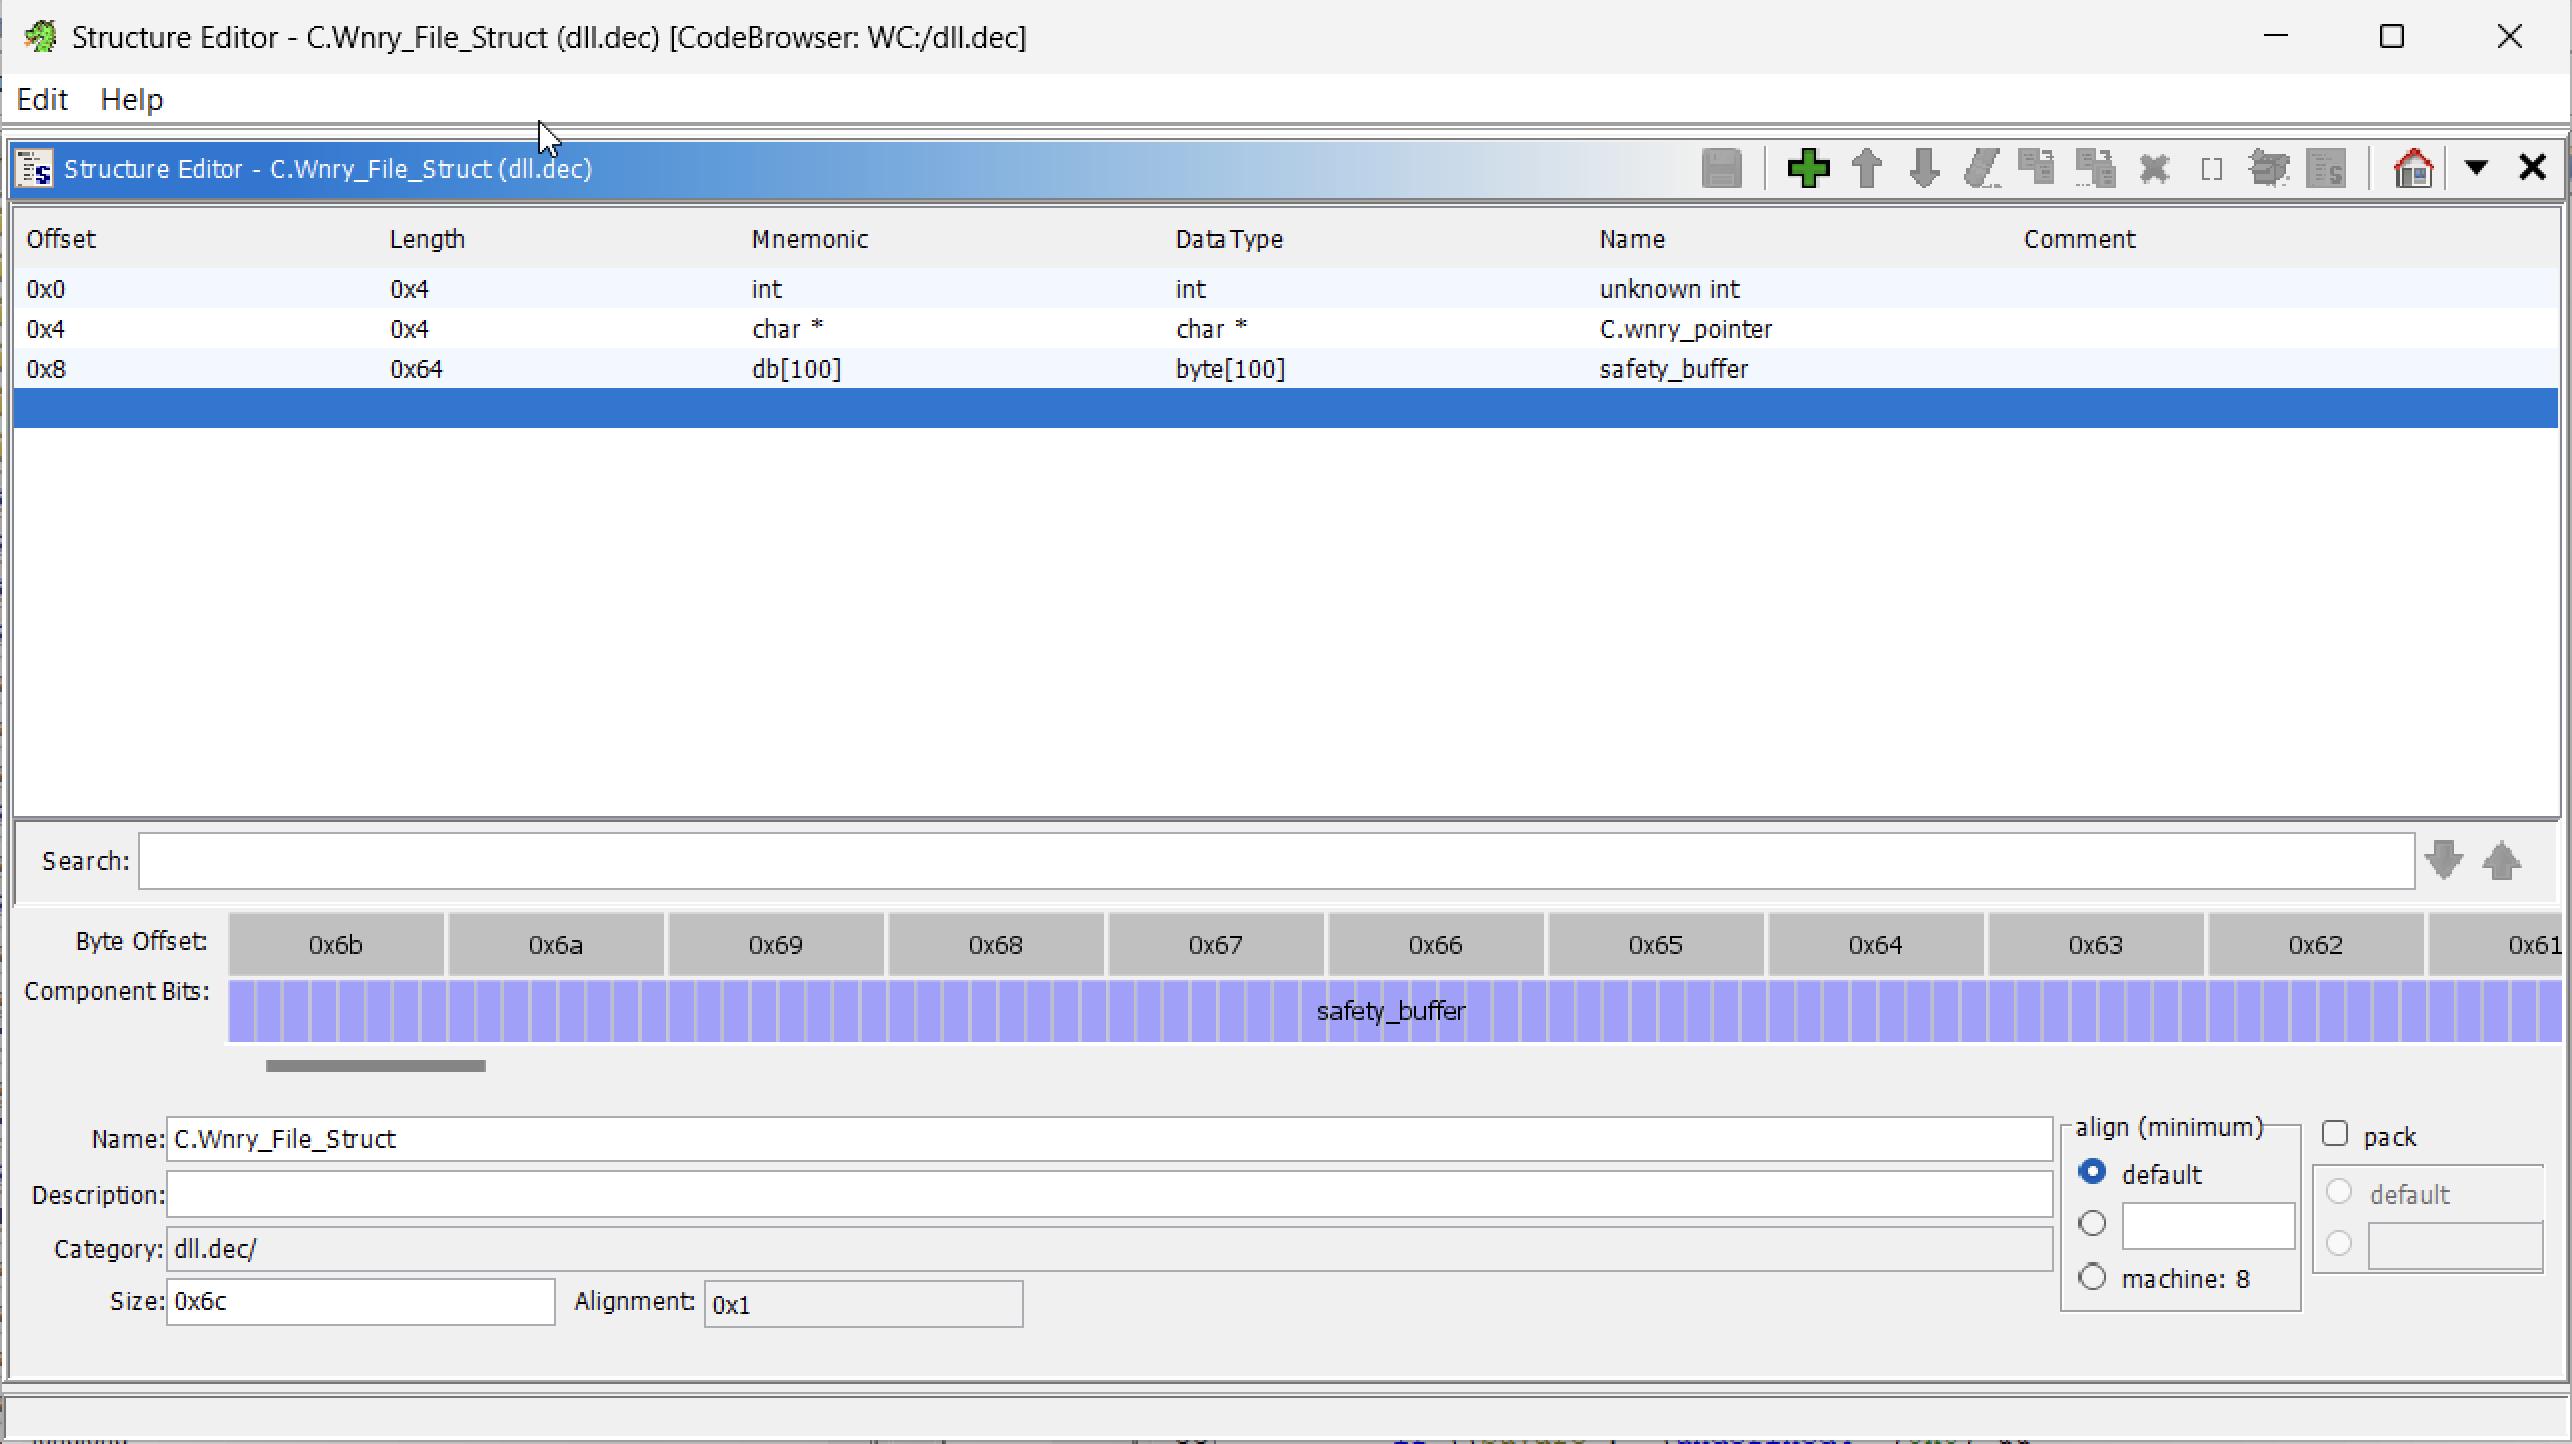 Structure Editor - C.Wnry_File_Struct (dll.dec) [CodeBrowser: WC:/dll.dec]
Edit Help
Structure Editor - C.Wnry_File_Struct (dll.dec)
Offset Length Mnemonic DataType Name Comment
0x0 0x4 int int unknown int
0x4 0x4 char * char * C.wnry_pointer
0x8 0x64 db[100] byte[100] safety_buffer
Search:
Byte Offset: 0x6b 0x6a 0x69 0x68 0x67 0x66 0x65 0x64 0x63 0x62 0x61
Component Bits: safety_buffer
Name: C.Wnry_File_Struct
align (minimum)
pack
Description:
default
default
Category: dll.dec/
Size: 0x6c Alignment: 0x1
machine: 8